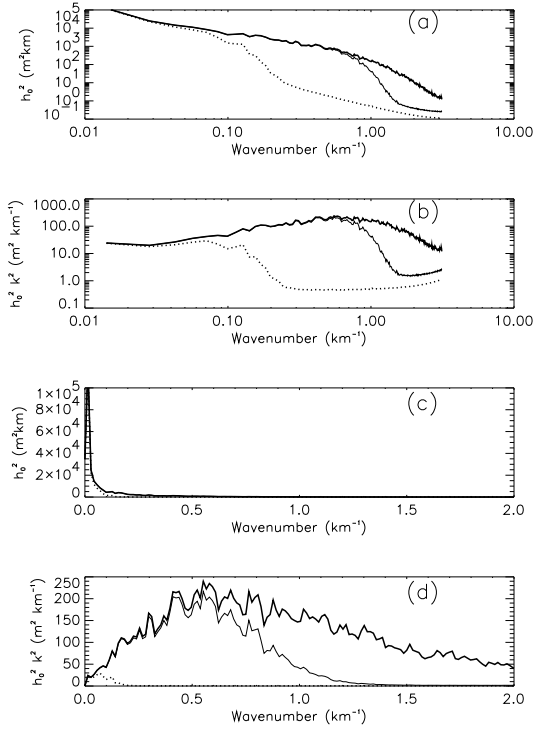 10⁵
10⁴
10³
10²
10¹
10⁰
10⁻¹
10⁻²
h₀² (m²km)
(a)
0.01 0.10 1.00 10.00
Wavenumber (km⁻¹)
1000.0
100.0
10.0
1.0
0.1
h₀² k² (m² km⁻¹)
(b)
0.01 0.10 1.00 10.00
Wavenumber (km⁻¹)
1×10⁵
8×10⁴
6×10⁴
4×10⁴
2×10⁴
0
h₀² (m²km)
(c)
0.0 0.5 1.0 1.5 2.0
Wavenumber (km⁻¹)
250
200
150
100
50
0
h₀² k² (m² km⁻¹)
(d)
0.0 0.5 1.0 1.5 2.0
Wavenumber (km⁻¹)